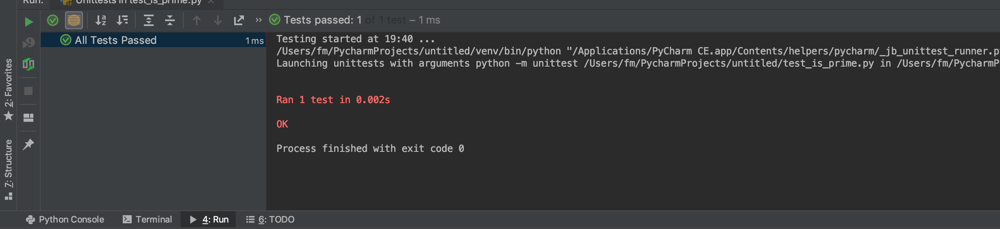 Run: Unittests in test_is_prime.py
Tests passed: 1 of 1 test – 1 ms
All Tests Passed 1 ms
Testing started at 19:40 ...
/Users/fm/PycharmProjects/untitled/venv/bin/python "/Applications/PyCharm CE.app/Contents/helpers/pycharm/_jb_unittest_runner.p
Launching unittests with arguments python -m unittest /Users/fm/PycharmProjects/untitled/test_is_prime.py in /Users/fm/PycharmP
Ran 1 test in 0.002s
OK
Process finished with exit code 0
2: Favorites
7: Structure
Python Console Terminal 4: Run 6: TODO